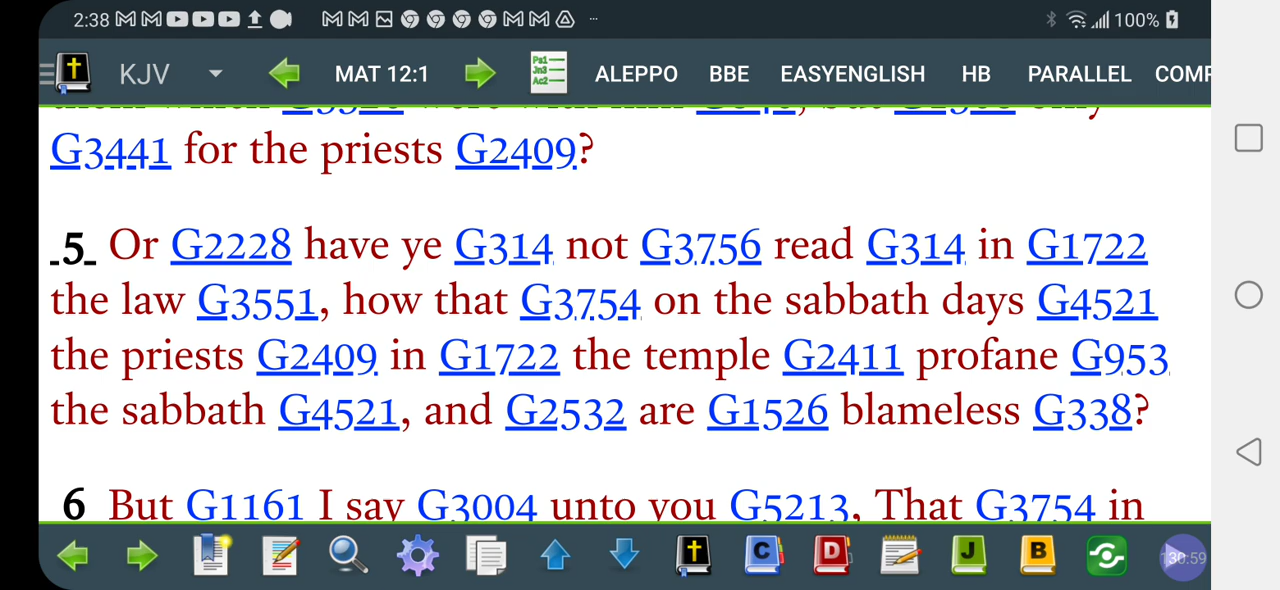 2:38 100%
KJV MAT 12:1 ALEPPO BBE EASYENGLISH HB PARALLEL
G3441 for the priests G2409?
5 Or G2228 have ye G314 not G3756 read G314 in G1722
the law G3551, how that G3754 on the sabbath days G4521
the priests G2409 in G1722 the temple G2411 profane G953
the sabbath G4521, and G2532 are G1526 blameless G338?
6 But G1161 I say G3004 unto you G5213, That G3754 in
C D J B 30:59